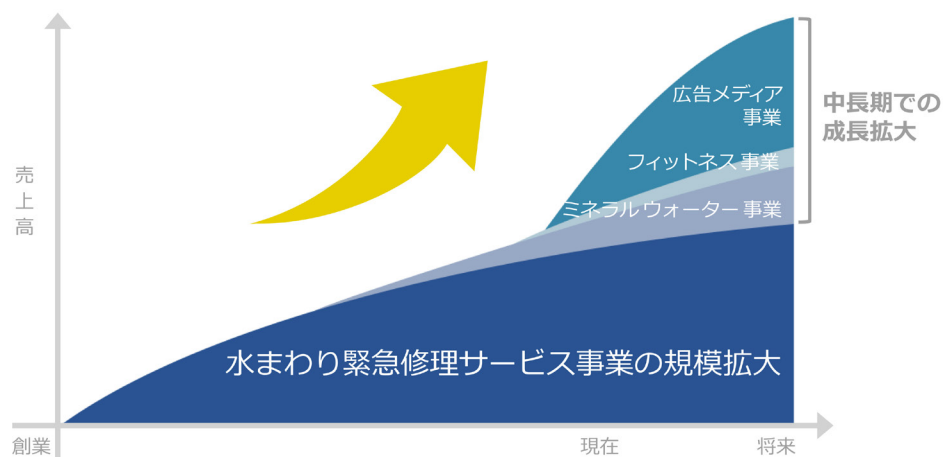 広告メディア
事業
中長期での
成長拡大
フィットネス事業
売上高
ミネラルウォーター事業
水まわり緊急修理サービス事業の規模拡大
創業
現在
将来